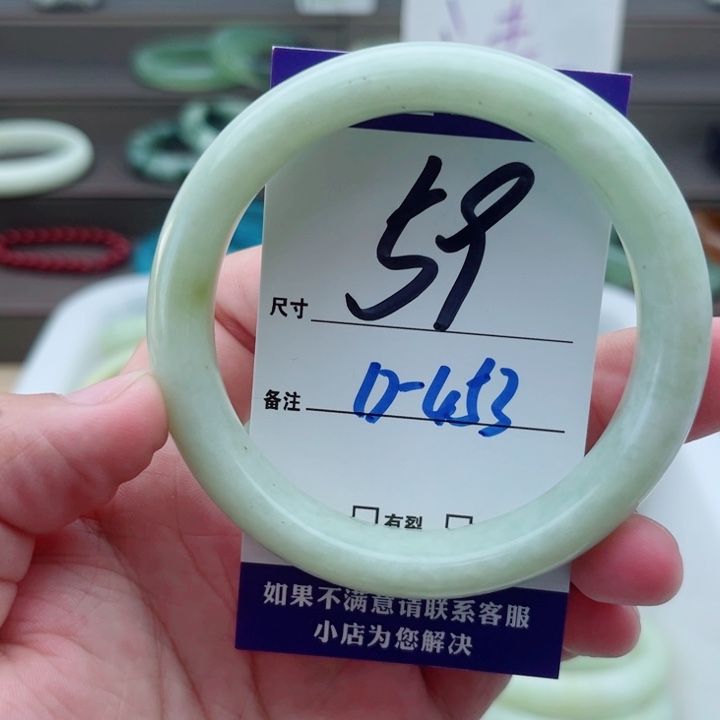 尺寸 59
备注 D-453
□有裂 □
如果不满意请联系客服
小店为您解决